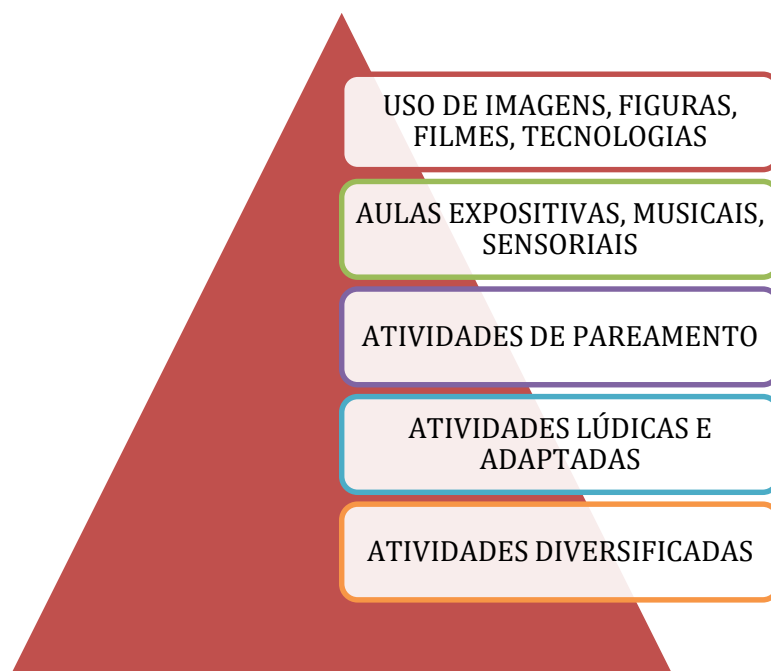 USO DE IMAGENS, FIGURAS,
FILMES, TECNOLOGIAS
AULAS EXPOSITIVAS, MUSICAIS,
SENSORIAIS
ATIVIDADES DE PAREAMENTO
ATIVIDADES LÚDICAS E
ADAPTADAS
ATIVIDADES DIVERSIFICADAS